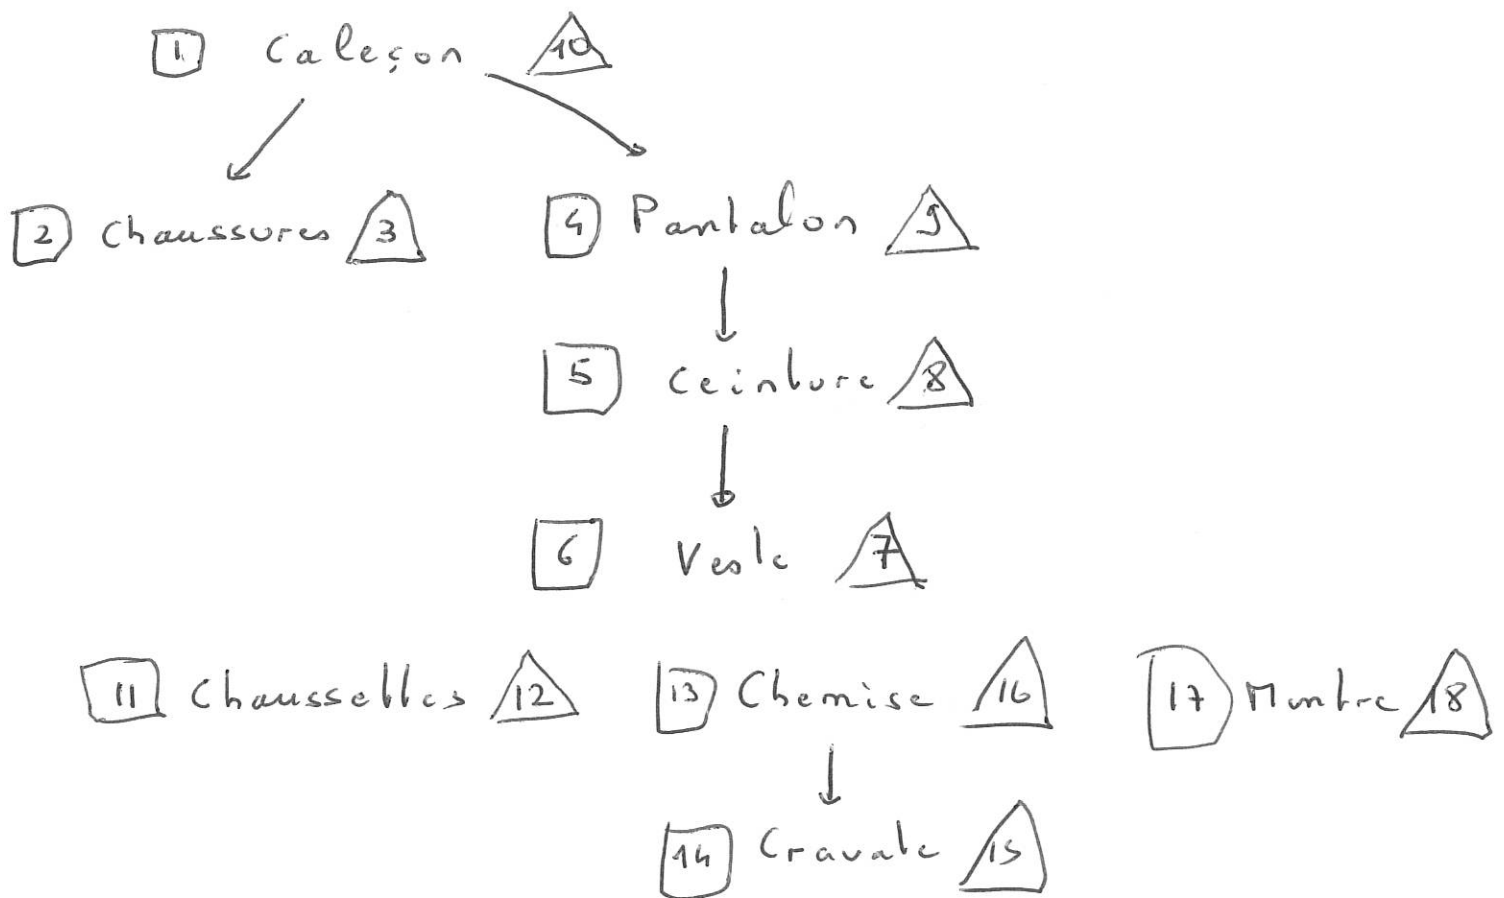 1 Caleçon 10
2 Chaussures 3 4 Pantalon 9
5 Ceinture 8
6 Veste 7
11 Chaussettes 12 13 Chemise 16 17 Montre 18
14 Cravate 15